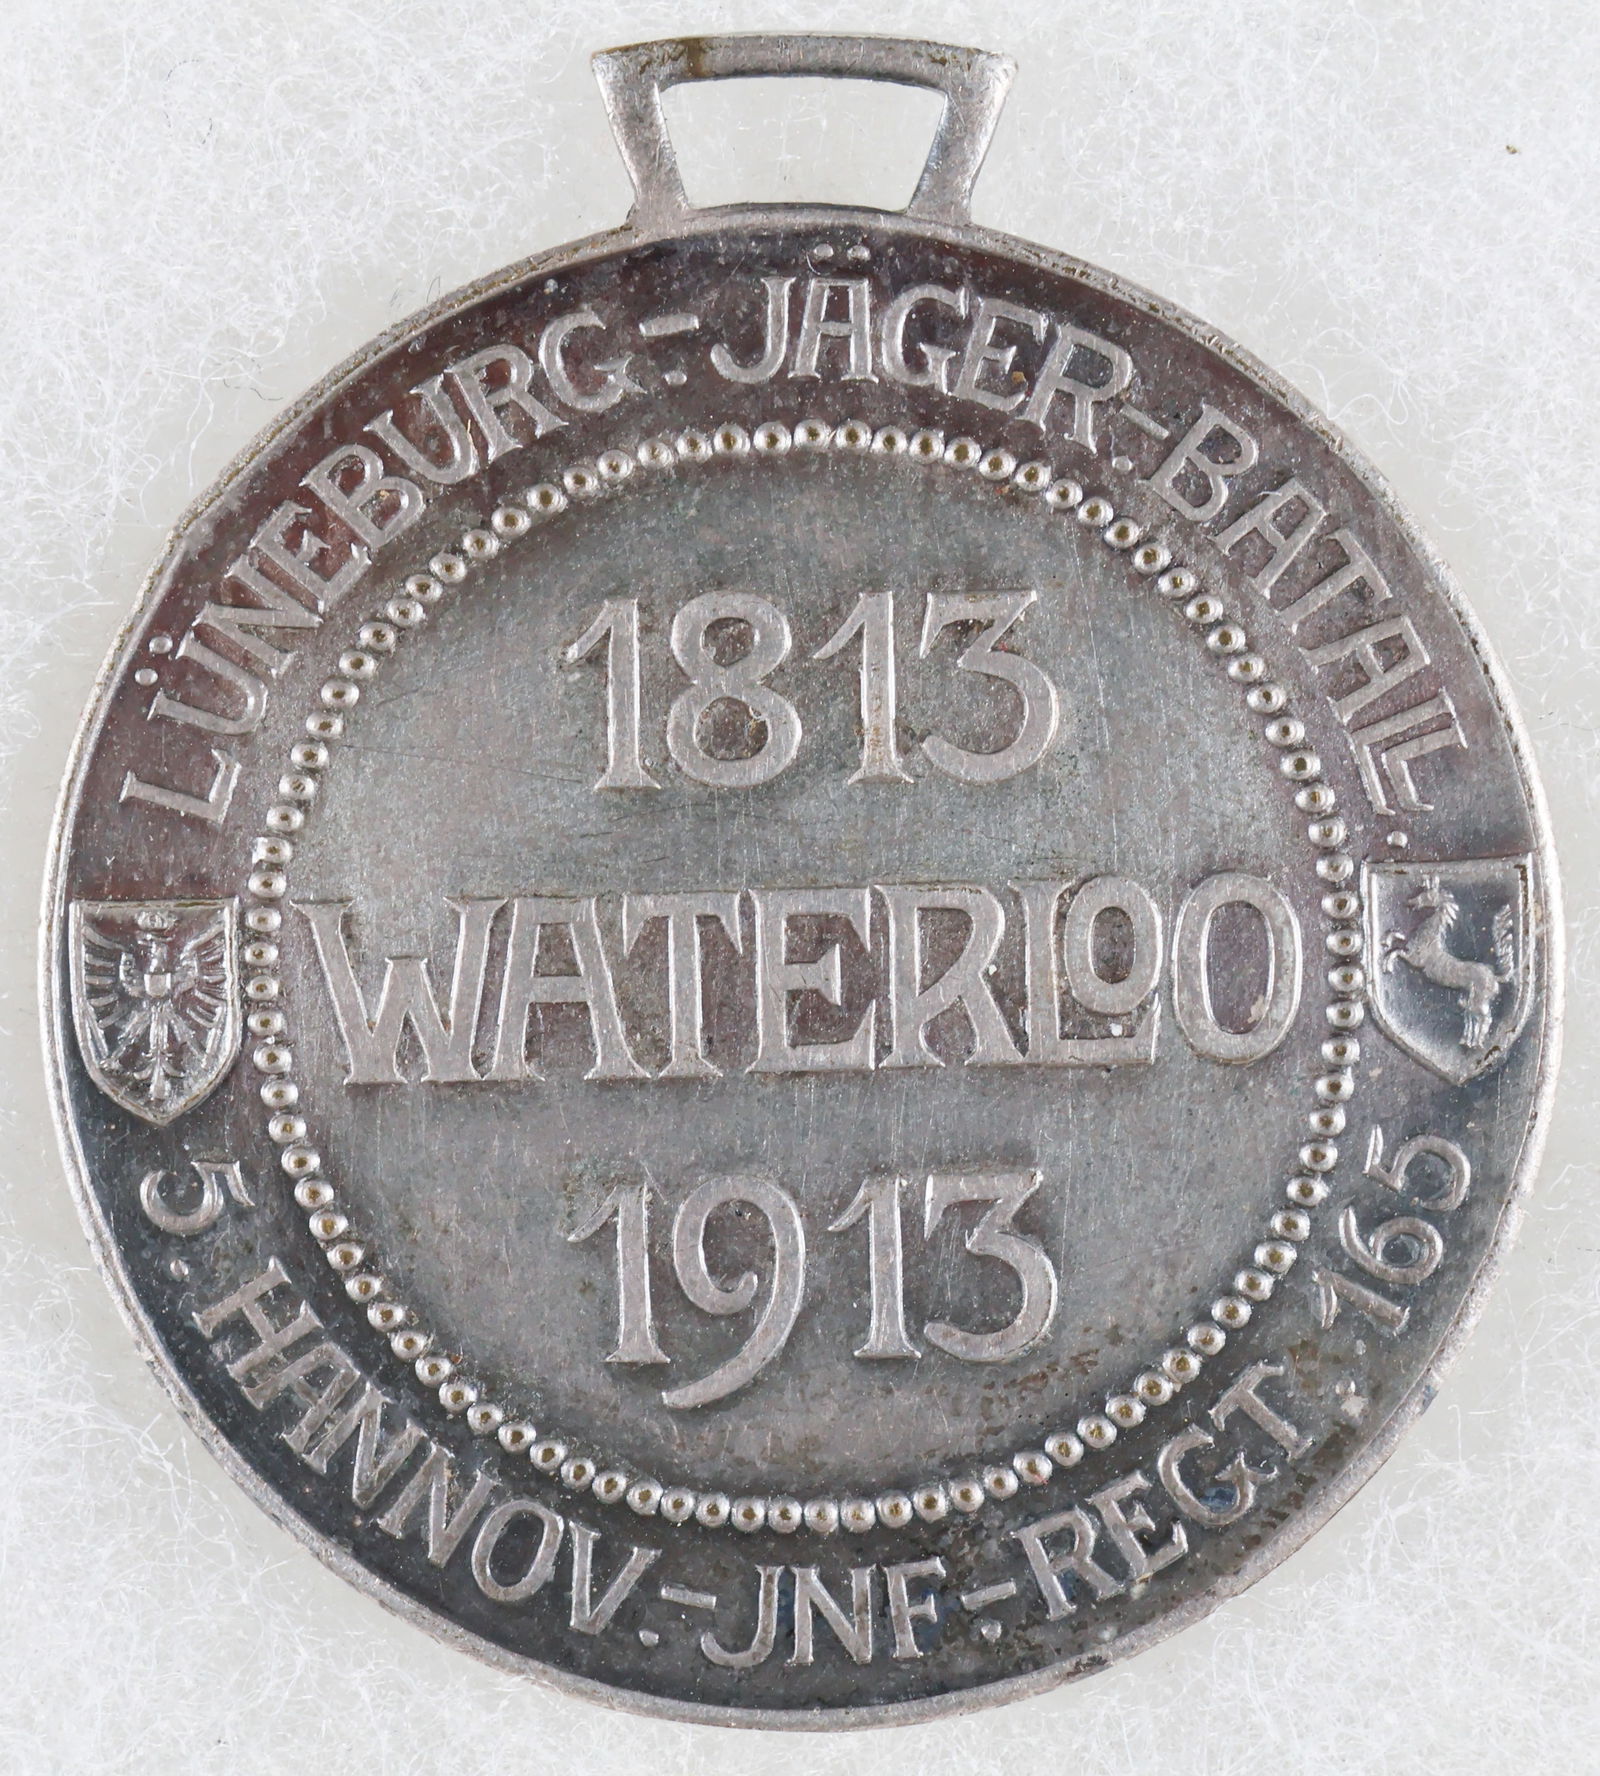 LÜNEBURG.-JÄGER.-BATAIL.
1813
WATERLOO
1913
5. HANNOV.-JNF.-REGT. 165